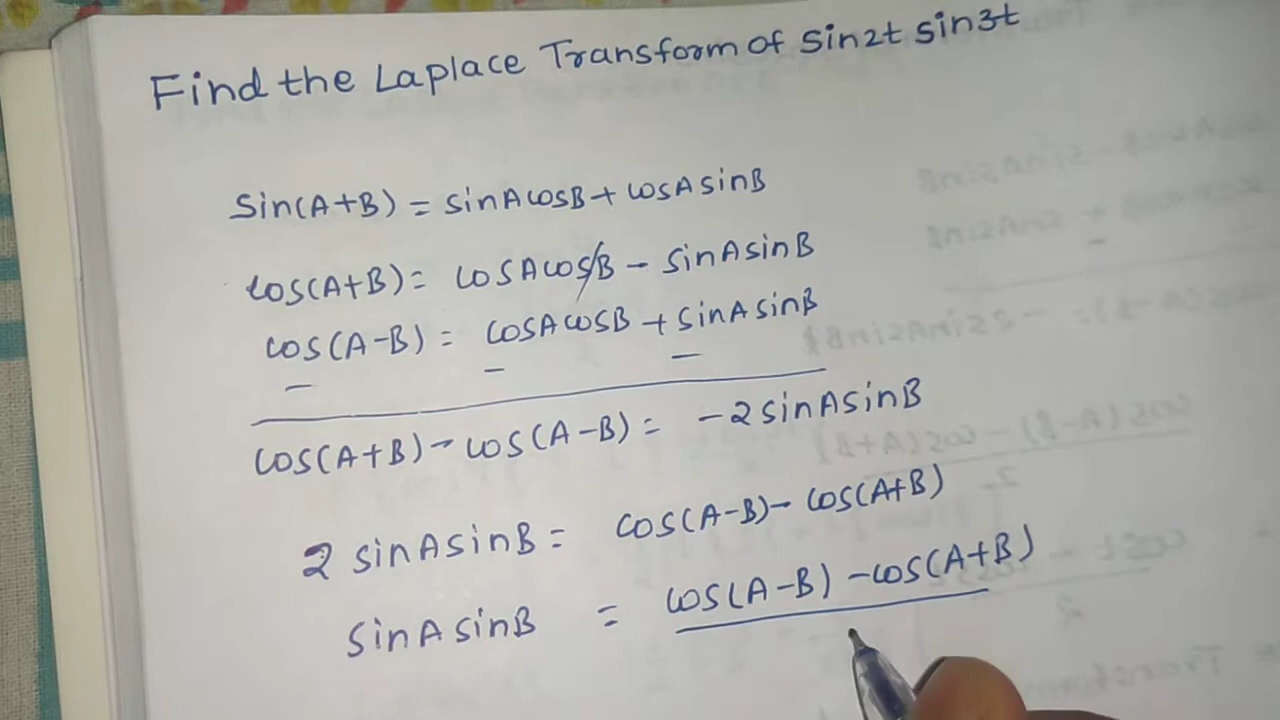 Find the Laplace Transform of sin2t sin3t
Sin(A+B) = sinAcosB + cosAsinB
cos(A+B) = cosAcosB - sinAsinB
cos(A-B) = cosAcosB + sinAsinB
- - -
cos(A+B) - cos(A-B) = -2sinAsinB
2 sinAsinB = cos(A-B) - cos(A+B)
sinAsinB = cos(A-B) - cos(A+B)